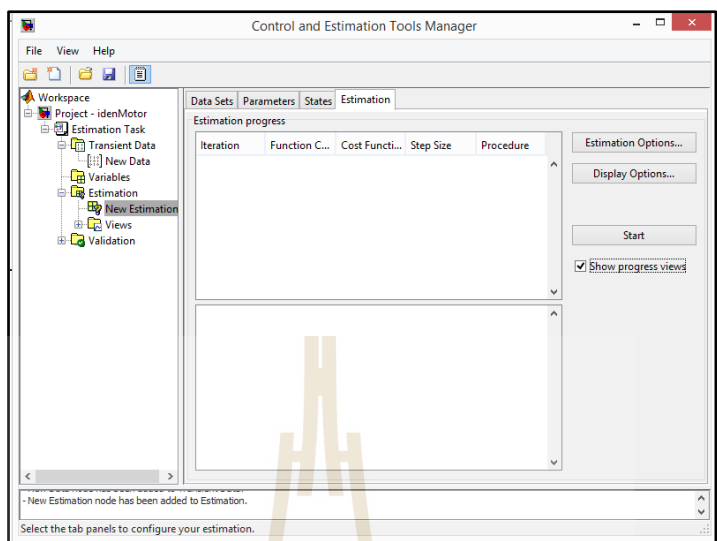 Control and Estimation Tools Manager
File View Help
Workspace
Project - idenMotor
Estimation Task
Transient Data
New Data
Variables
Estimation
New Estimation
Views
Validation
Data Sets Parameters States Estimation
Estimation progress
Iteration Function C... Cost Functi... Step Size Procedure
Estimation Options...
Display Options...
Start
Show progress views
- New Estimation node has been added to Estimation.
Select the tab panels to configure your estimation.